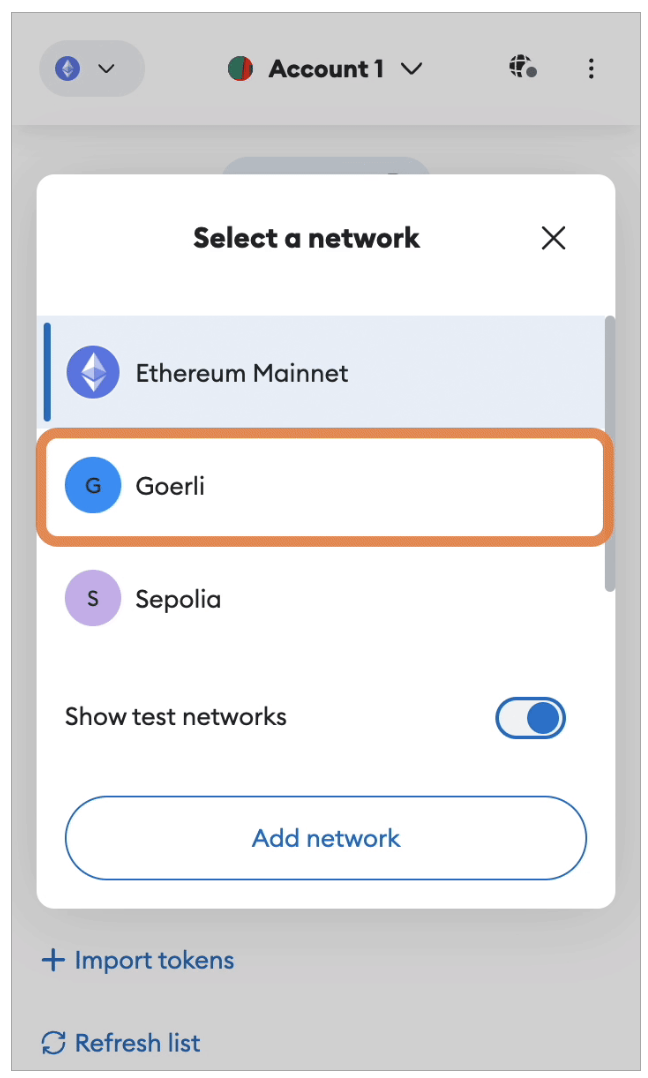 Account 1
Select a network
Ethereum Mainnet
G Goerli
S Sepolia
Show test networks
Add network
+ Import tokens
Refresh list